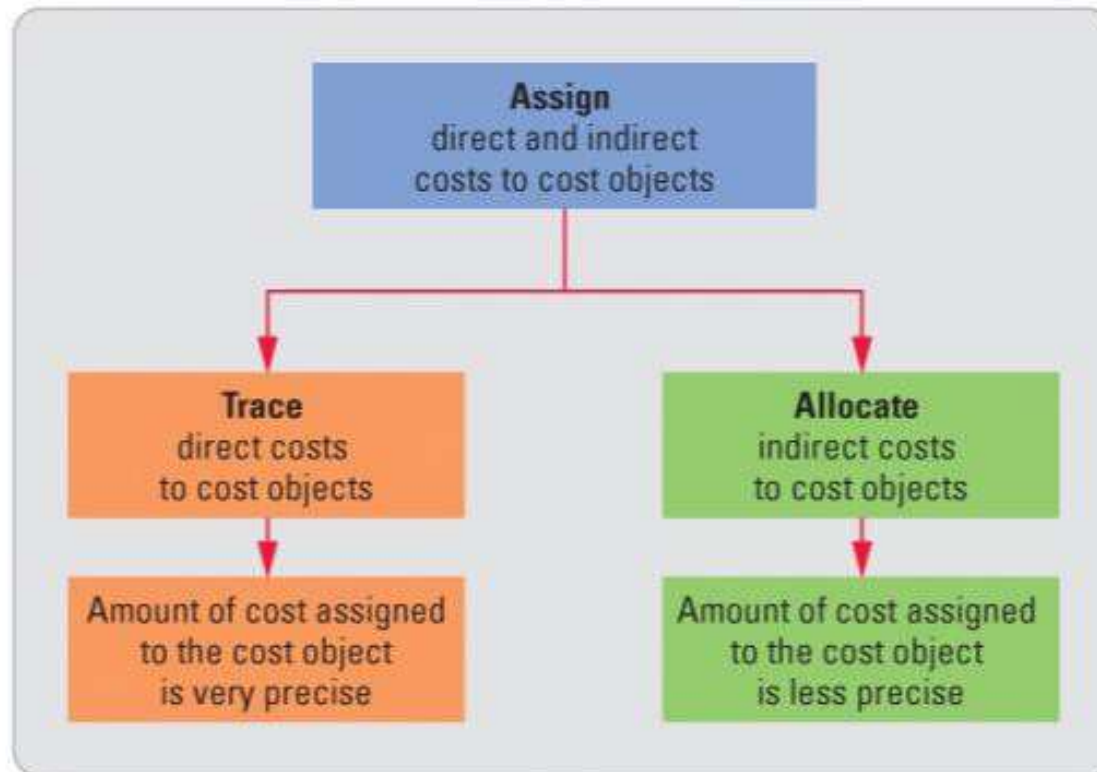 Assign
direct and indirect
costs to cost objects
Trace
direct costs
to cost objects
Allocate
indirect costs
to cost objects
Amount of cost assigned
to the cost object
is very precise
Amount of cost assigned
to the cost object
is less precise